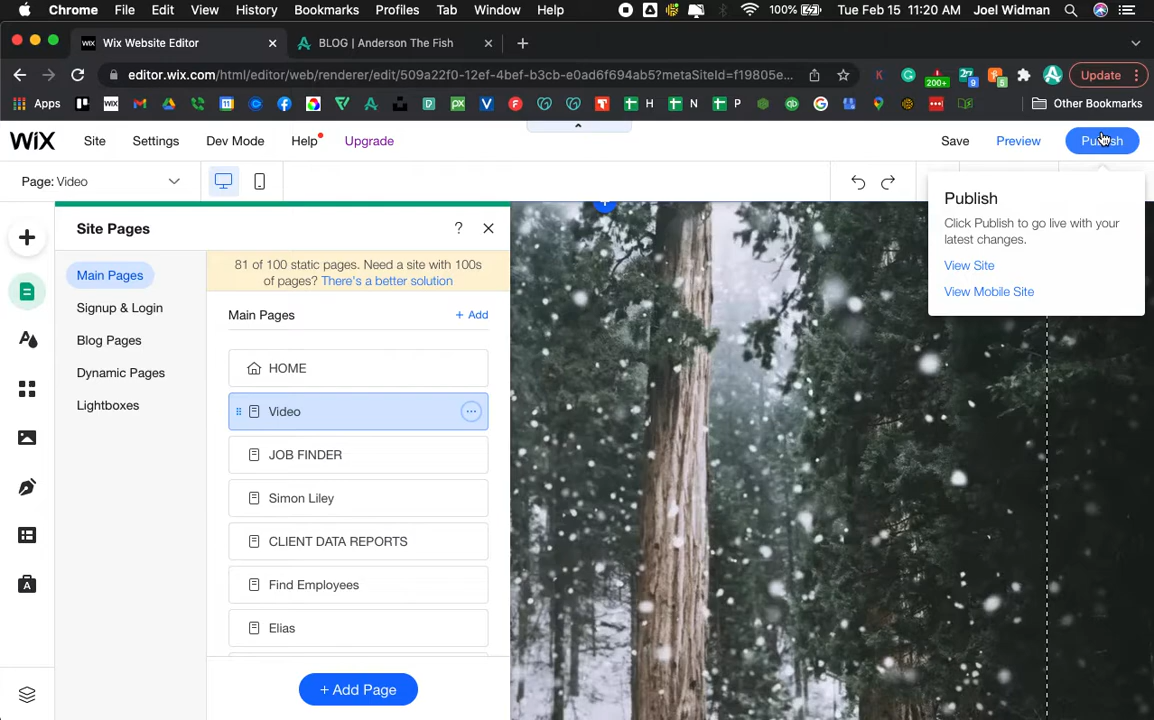 Chrome File Edit View History Bookmarks Profiles Tab Window Help 100% Tue Feb 15 11:20 AM Joel Widman
Wix Website Editor
BLOG | Anderson The Fish
editor.wix.com/html/editor/web/renderer/edit/509a22f0-12ef-4bef-b3cb-e0ad6f694ab5?metaSiteId=f19805e...
200+ 9 5 Update
Apps WIX H N P Other Bookmarks
WiX Site Settings Dev Mode Help Upgrade Save Preview Publish
Page: Video
Publish
Click Publish to go live with your
latest changes.
View Site
View Mobile Site
Site Pages ?
Main Pages
Signup & Login
Blog Pages
Dynamic Pages
Lightboxes
81 of 100 static pages. Need a site with 100s
of pages? There's a better solution
Main Pages + Add
HOME
Video
JOB FINDER
Simon Liley
CLIENT DATA REPORTS
Find Employees
Elias
+ Add Page